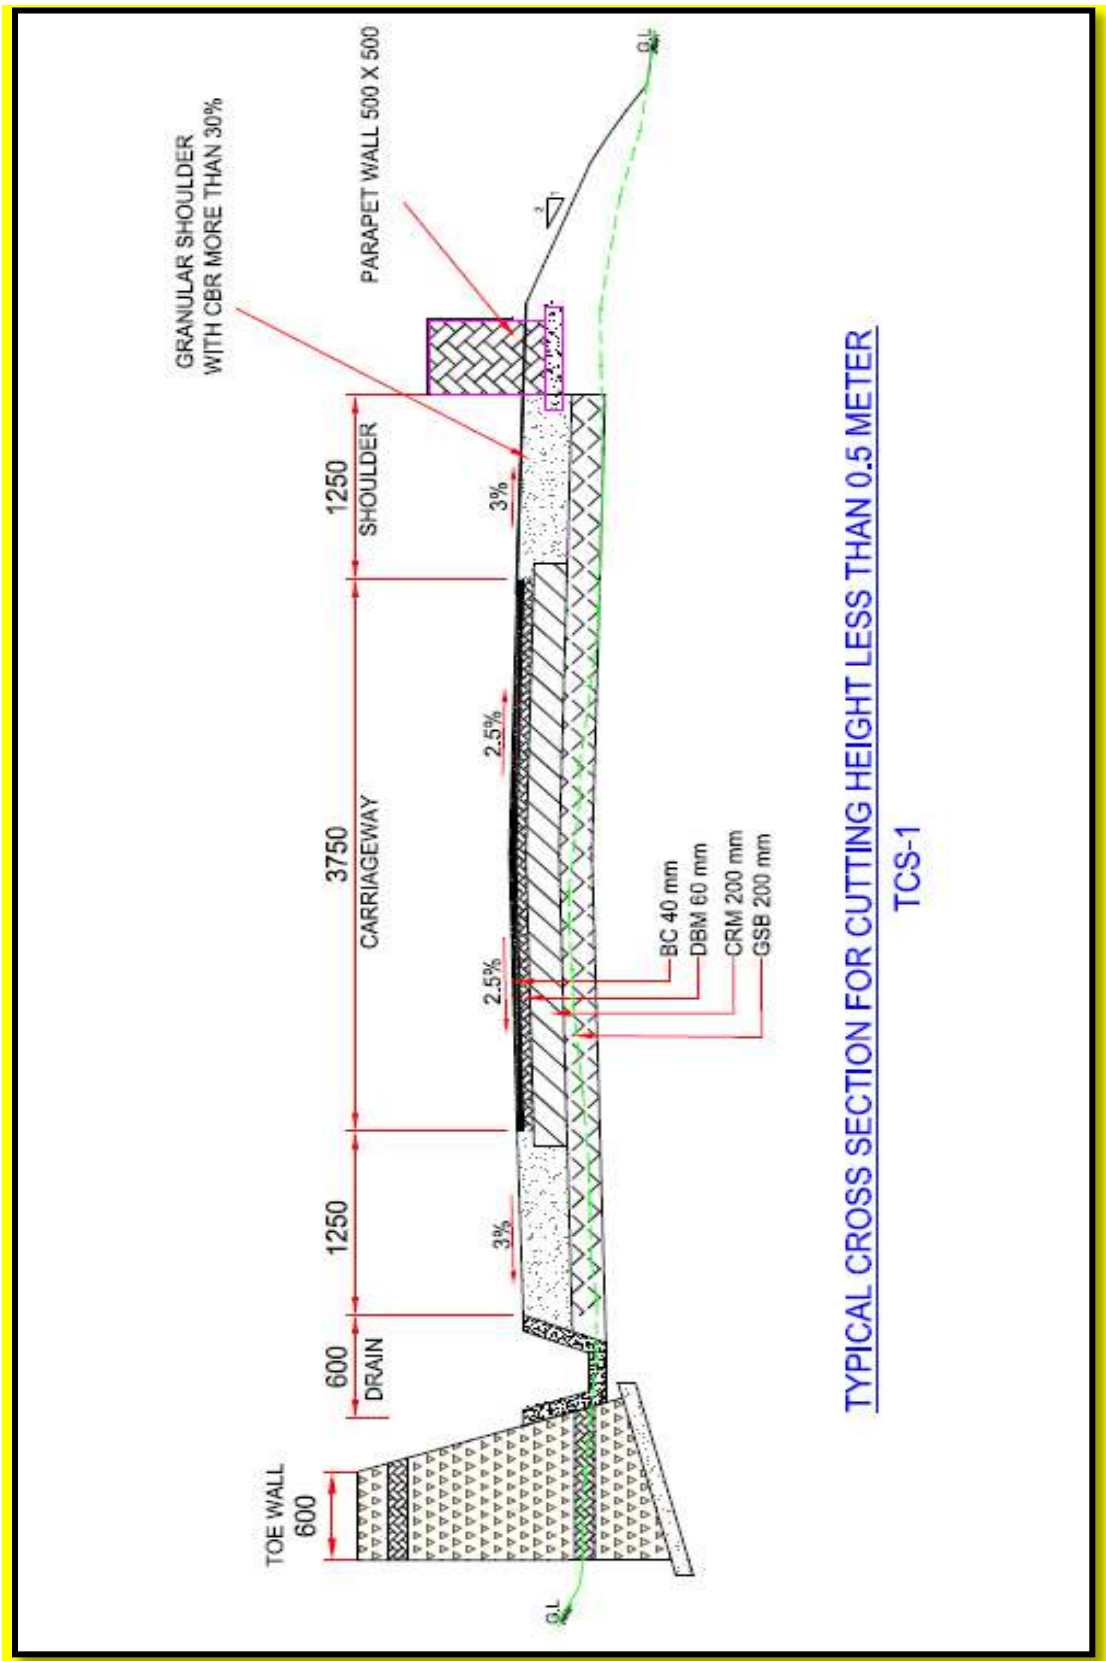 TOE WALL
600
600
DRAIN
1250
3750
CARRIAGEWAY
1250
SHOULDER
GRANULAR SHOULDER
WITH CBR MORE THAN 30%
PARAPET WALL 500 X 500
3%
2.5%
2.5%
3%
2
1
G.L
G.L
BC 40 mm
DBM 60 mm
CRM 200 mm
GSB 200 mm
TYPICAL CROSS SECTION FOR CUTTING HEIGHT LESS THAN 0.5 METER
TCS-1